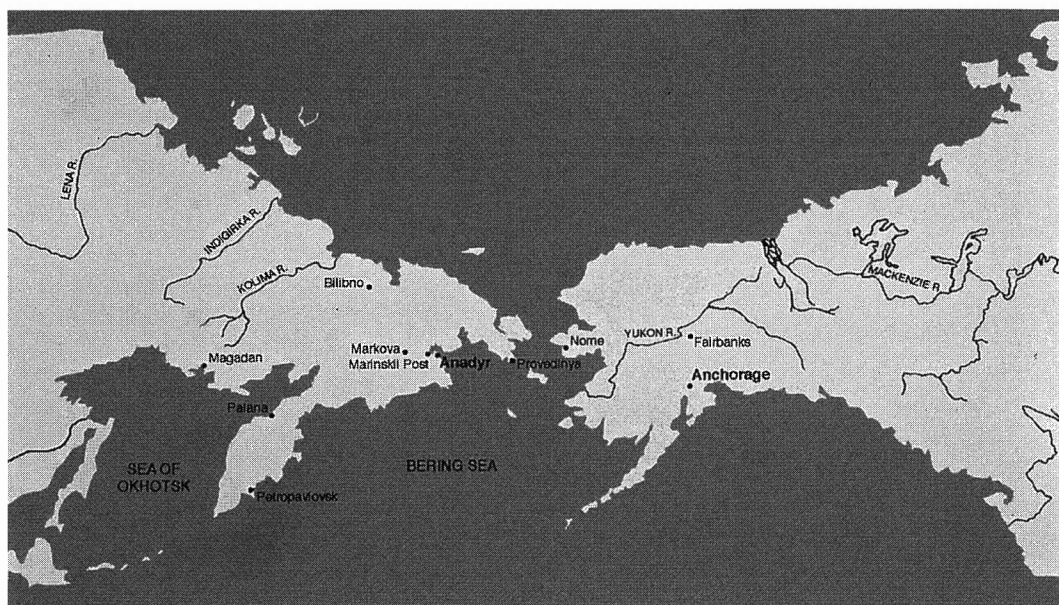 LENA R.
INDIGIRKA R.
KOLIMA R.
Bilibno
MACKENZIE R.
YUKON R.
Nome
Fairbanks
Markova
Marinskii Post
Anadyr
Provedinya
Magadan
Anchorage
Palana
SEA OF
OKHOTSK
BERING SEA
Petropavlovsk